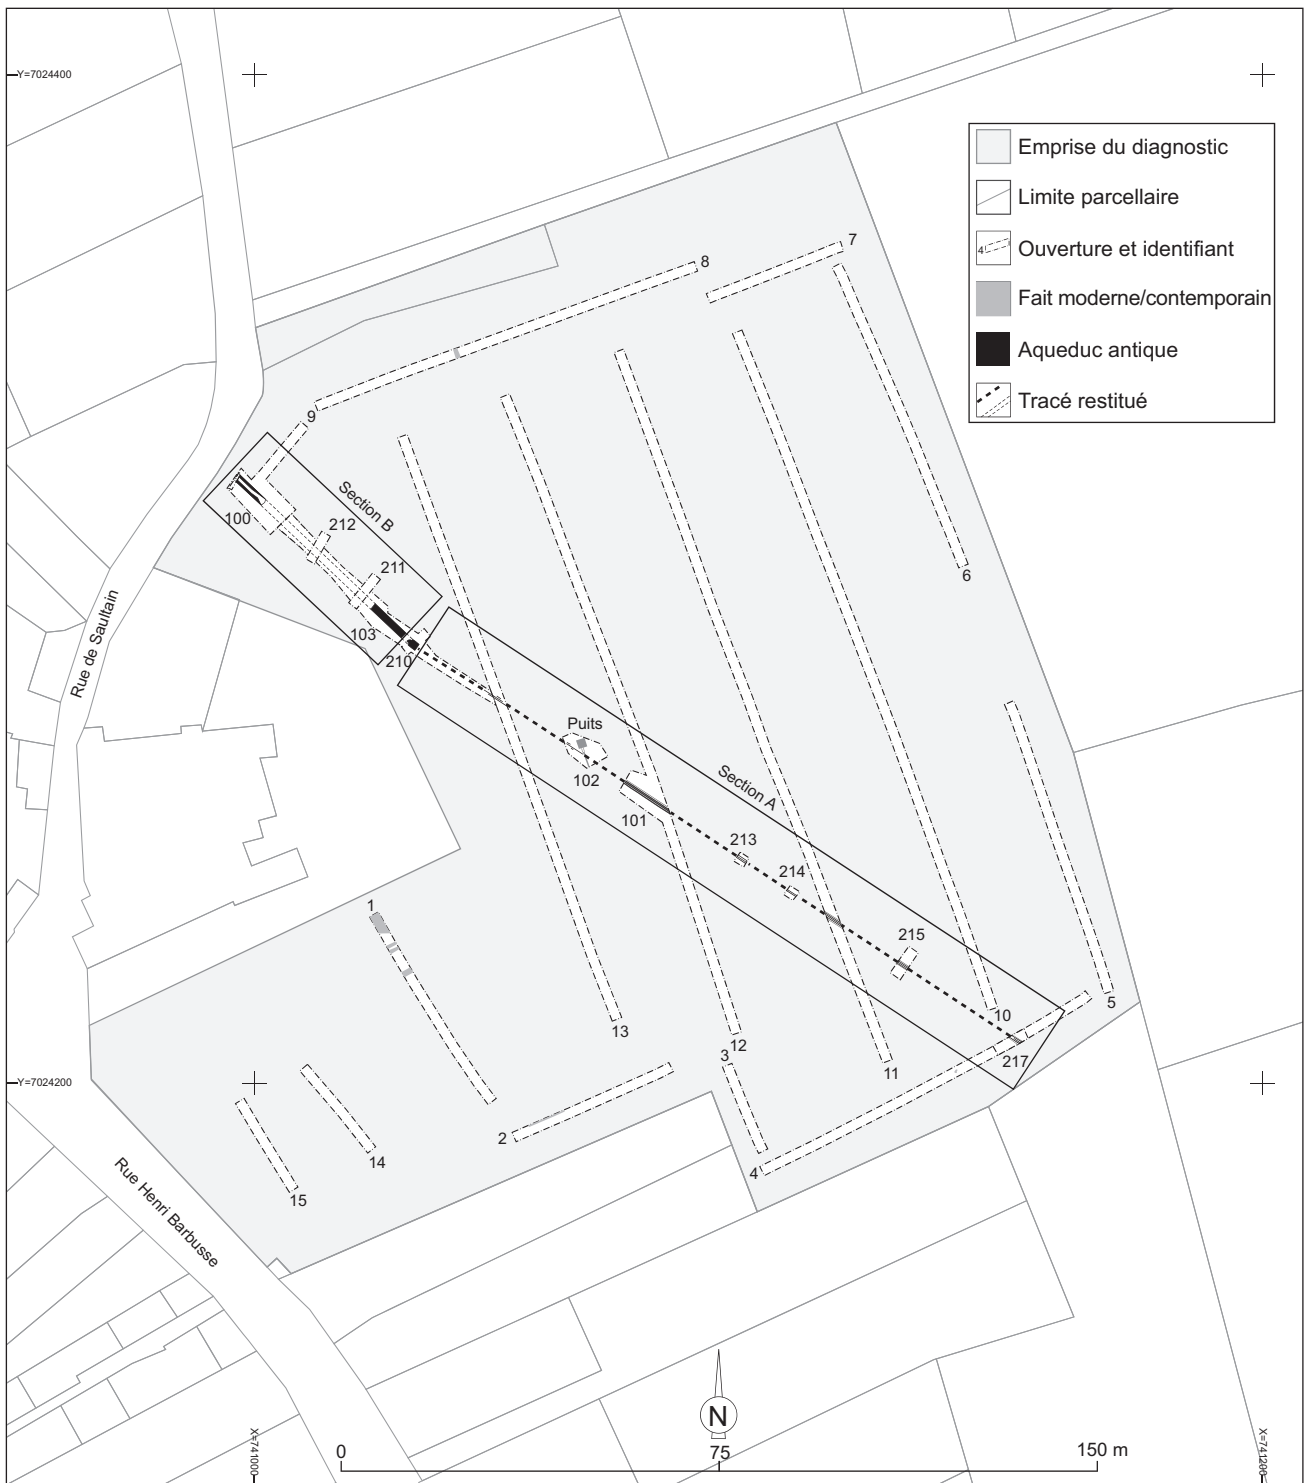 Y=7024400
Emprise du diagnostic
Limite parcellaire
4
Ouverture et identifiant
Fait moderne/contemporain
Aqueduc antique
Tracé restitué
7
8
9
Section B
100
212
211
6
103
210
Rue de Saultain
Puits
102
Section A
101
213
214
1
215
5
10
13
12
217
3
11
Y=7024200
2
4
14
15
Rue Henri Barbusse
N
X=741000
X=741200
0
75
150 m